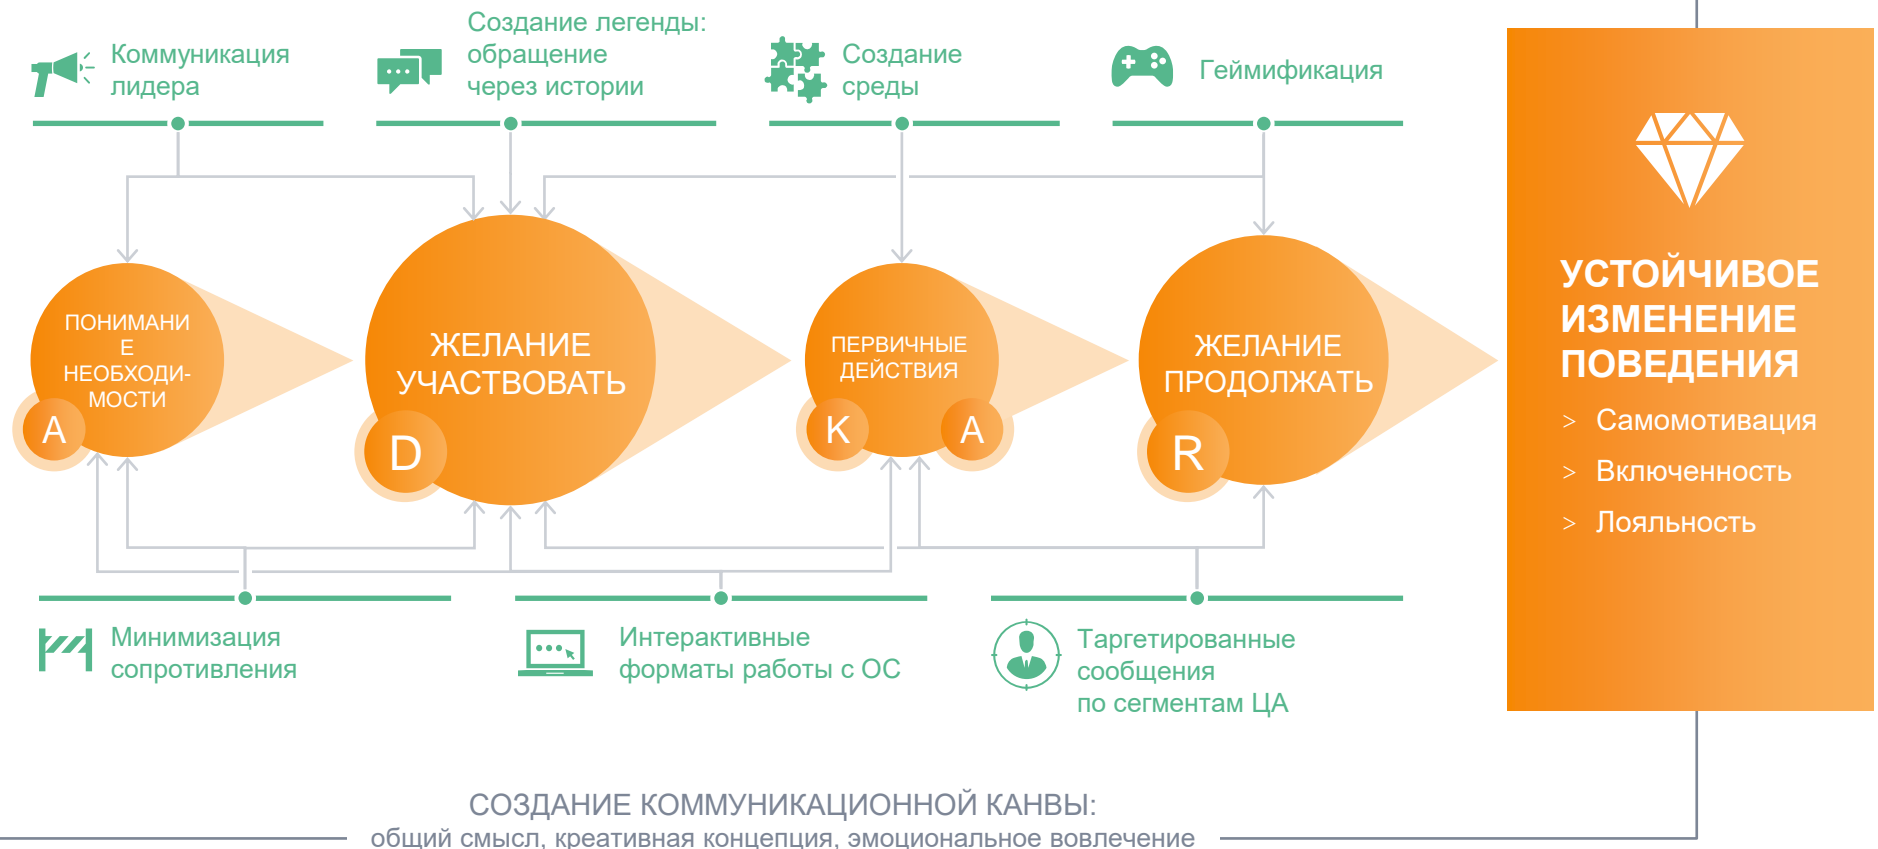 Коммуникация
лидера
Создание легенды:
обращение
через истории
Создание
среды
Геймификация
ПОНИМАНИ
Е
НЕОБХОДИ-
МОСТИ
A
ЖЕЛАНИЕ
УЧАСТВОВАТЬ
D
ПЕРВИЧНЫЕ
ДЕЙСТВИЯ
K
A
ЖЕЛАНИЕ
ПРОДОЛЖАТЬ
R
УСТОЙЧИВОЕ
ИЗМЕНЕНИЕ
ПОВЕДЕНИЯ
> Самомотивация
> Включенность
> Лояльность
Минимизация
сопротивления
Интерактивные
форматы работы с ОС
Таргетированные
сообщения
по сегментам ЦА
СОЗДАНИЕ КОММУНИКАЦИОННОЙ КАНВЫ:
общий смысл, креативная концепция, эмоциональное вовлечение